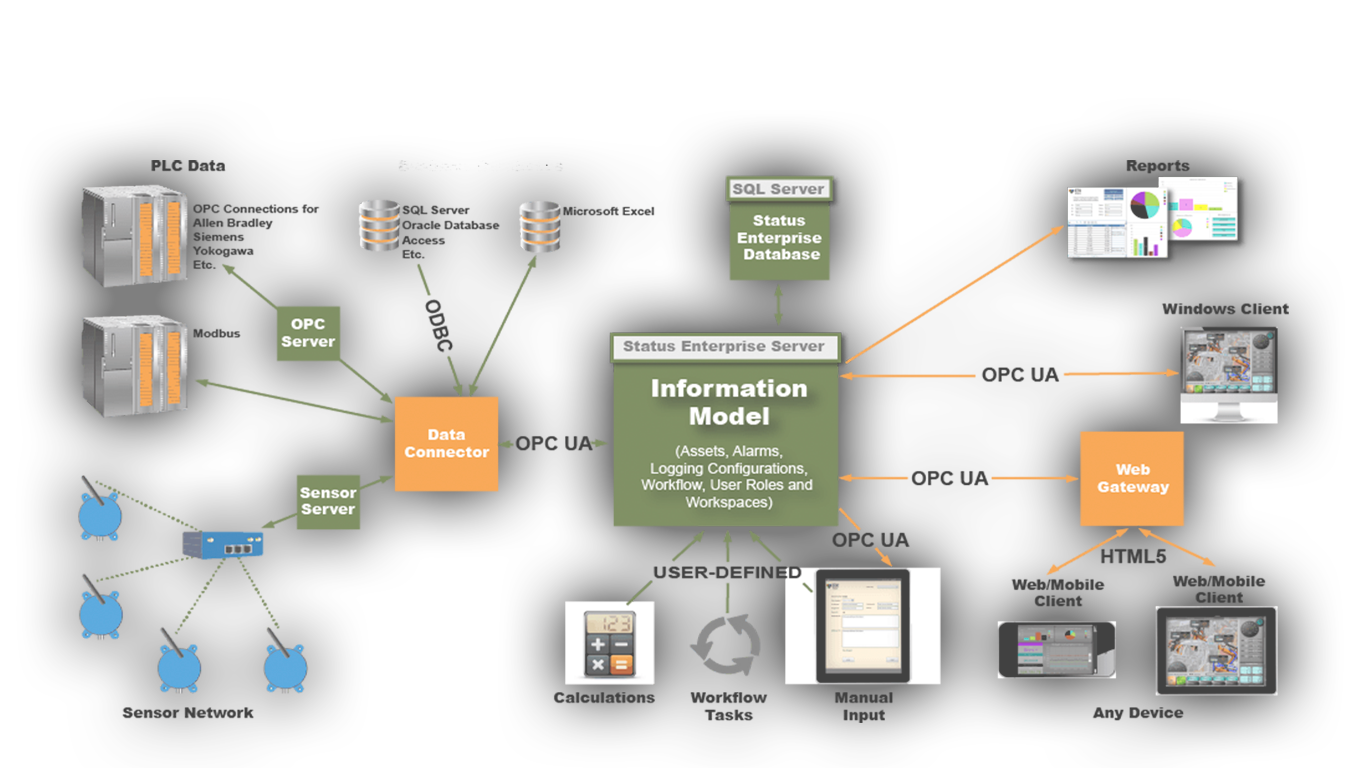 PLC Data
OPC Connections for
Allen Bradley
Siemens
Yokogawa
Etc.
Modbus
OPC
Server
SQL Server
Oracle Database
Access
Etc.
Microsoft Excel
ODBC
Data
Connector
Sensor
Server
Sensor Network
OPC UA
SQL Server
Status
Enterprise
Database
Status Enterprise Server
Information
Model
(Assets, Alarms,
Logging Configurations,
Workflow, User Roles and
Workspaces)
USER-DEFINED
OPC UA
123
Calculations
Workflow
Tasks
Manual
Input
Reports
Windows Client
OPC UA
OPC UA
Web
Gateway
HTML5
Web/Mobile
Client
Web/Mobile
Client
Any Device